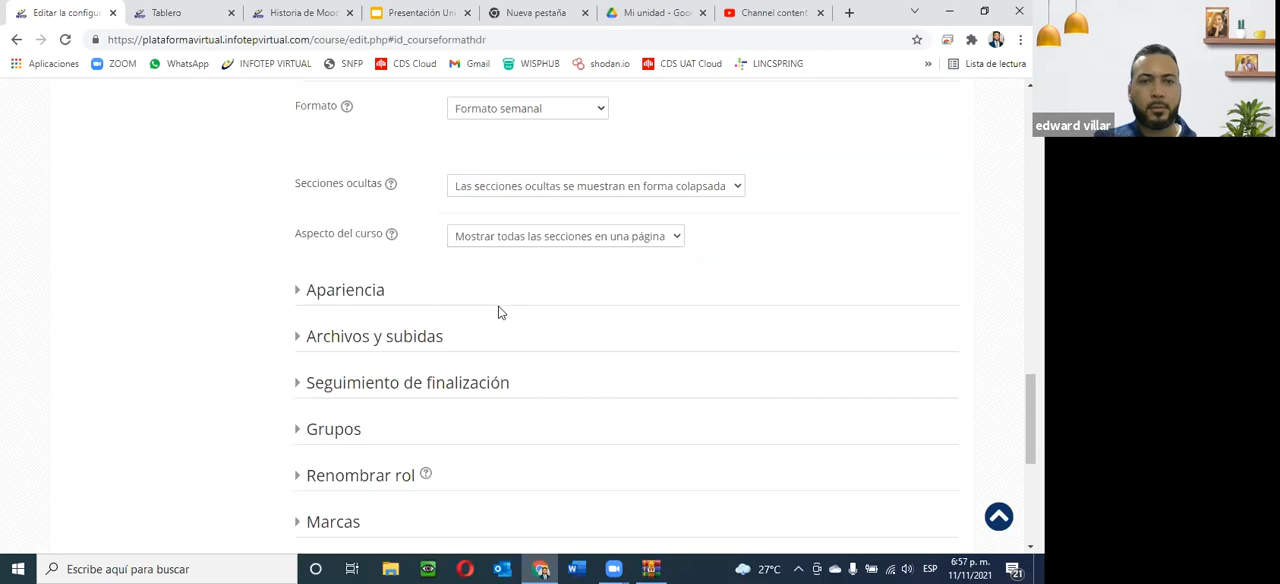 Editar la configu
Tablero
Historia de Mooc
Presentación Uni
Nueva pestaña
Mi unidad - Goo
Channel content
https://plataformavirtual.infotepvirtual.com/course/edit.php#id_courseformathdr
Aplicaciones
ZOOM
WhatsApp
INFOTEP VIRTUAL
SNFP
CDS Cloud
Gmail
WISPHUB
shodan.io
CDS UAT Cloud
LINCSPRING
»
Lista de lectura
edward villar
Formato
Formato semanal
Secciones ocultas
Las secciones ocultas se muestran en forma colapsada
Aspecto del curso
Mostrar todas las secciones en una página
Apariencia
Archivos y subidas
Seguimiento de finalización
Grupos
Renombrar rol
Marcas
Escribe aquí para buscar
27°C
ESP
6:57 p. m.
11/11/2021
21